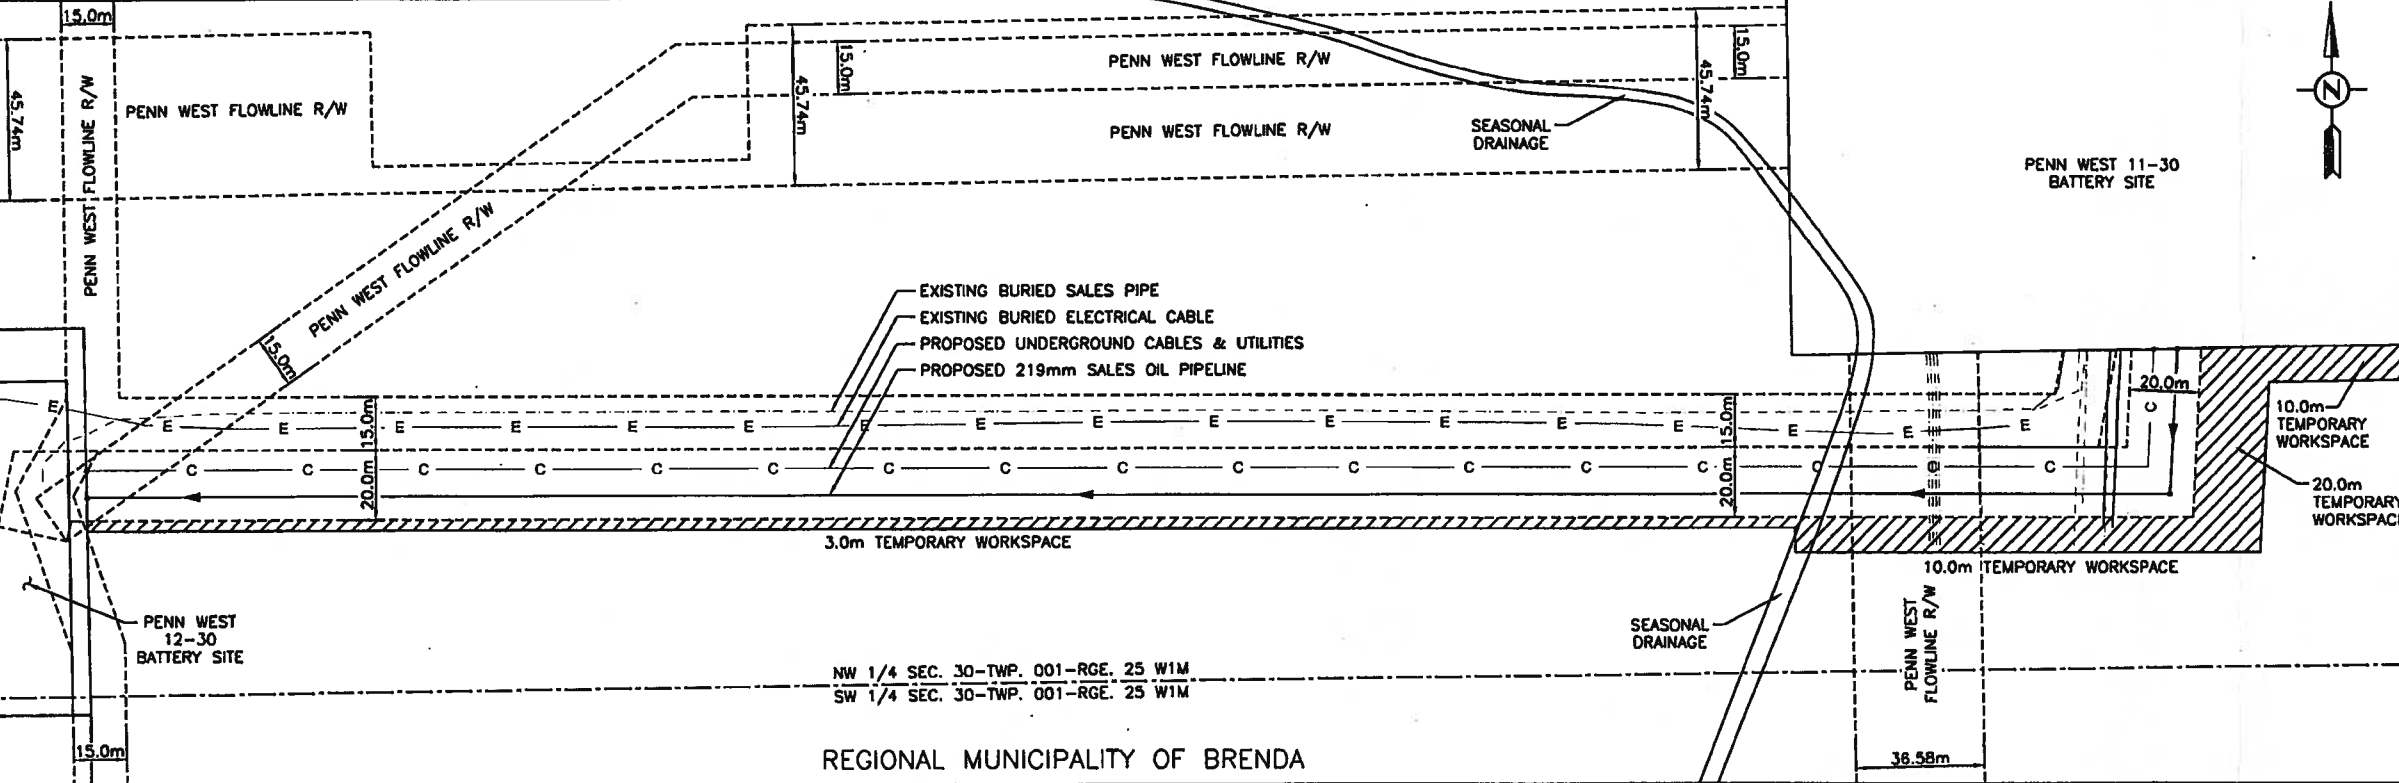 15.0m
45.74m
PENN WEST FLOWLINE R/W
PENN WEST FLOWLINE R/W
45.74m
15.0m
PENN WEST FLOWLINE R/W
PENN WEST FLOWLINE R/W
SEASONAL
DRAINAGE
45.74m
15.0m
N
PENN WEST 11-30
BATTERY SITE
PENN WEST FLOWLINE R/W
15.0m
EXISTING BURIED SALES PIPE
EXISTING BURIED ELECTRICAL CABLE
PROPOSED UNDERGROUND CABLES & UTILITIES
PROPOSED 219mm SALES OIL PIPELINE
20.0m
C
10.0m
TEMPORARY
WORKSPACE
E E E E E E E E E E E E E E E E E E
15.0m
15.0m
C C C C C C C C C C C C C C C C C
20.0m
20.0m
20.0m
TEMPORARY
WORKSPAC
3.0m TEMPORARY WORKSPACE
10.0m TEMPORARY WORKSPACE
PENN WEST
12-30
BATTERY SITE
SEASONAL
DRAINAGE
PENN WEST
FLOWLINE R/W
NW 1/4 SEC. 30-TWP. 001-RGE. 25 W1M
SW 1/4 SEC. 30-TWP. 001-RGE. 25 W1M
15.0m
REGIONAL MUNICIPALITY OF BRENDA
36.58m